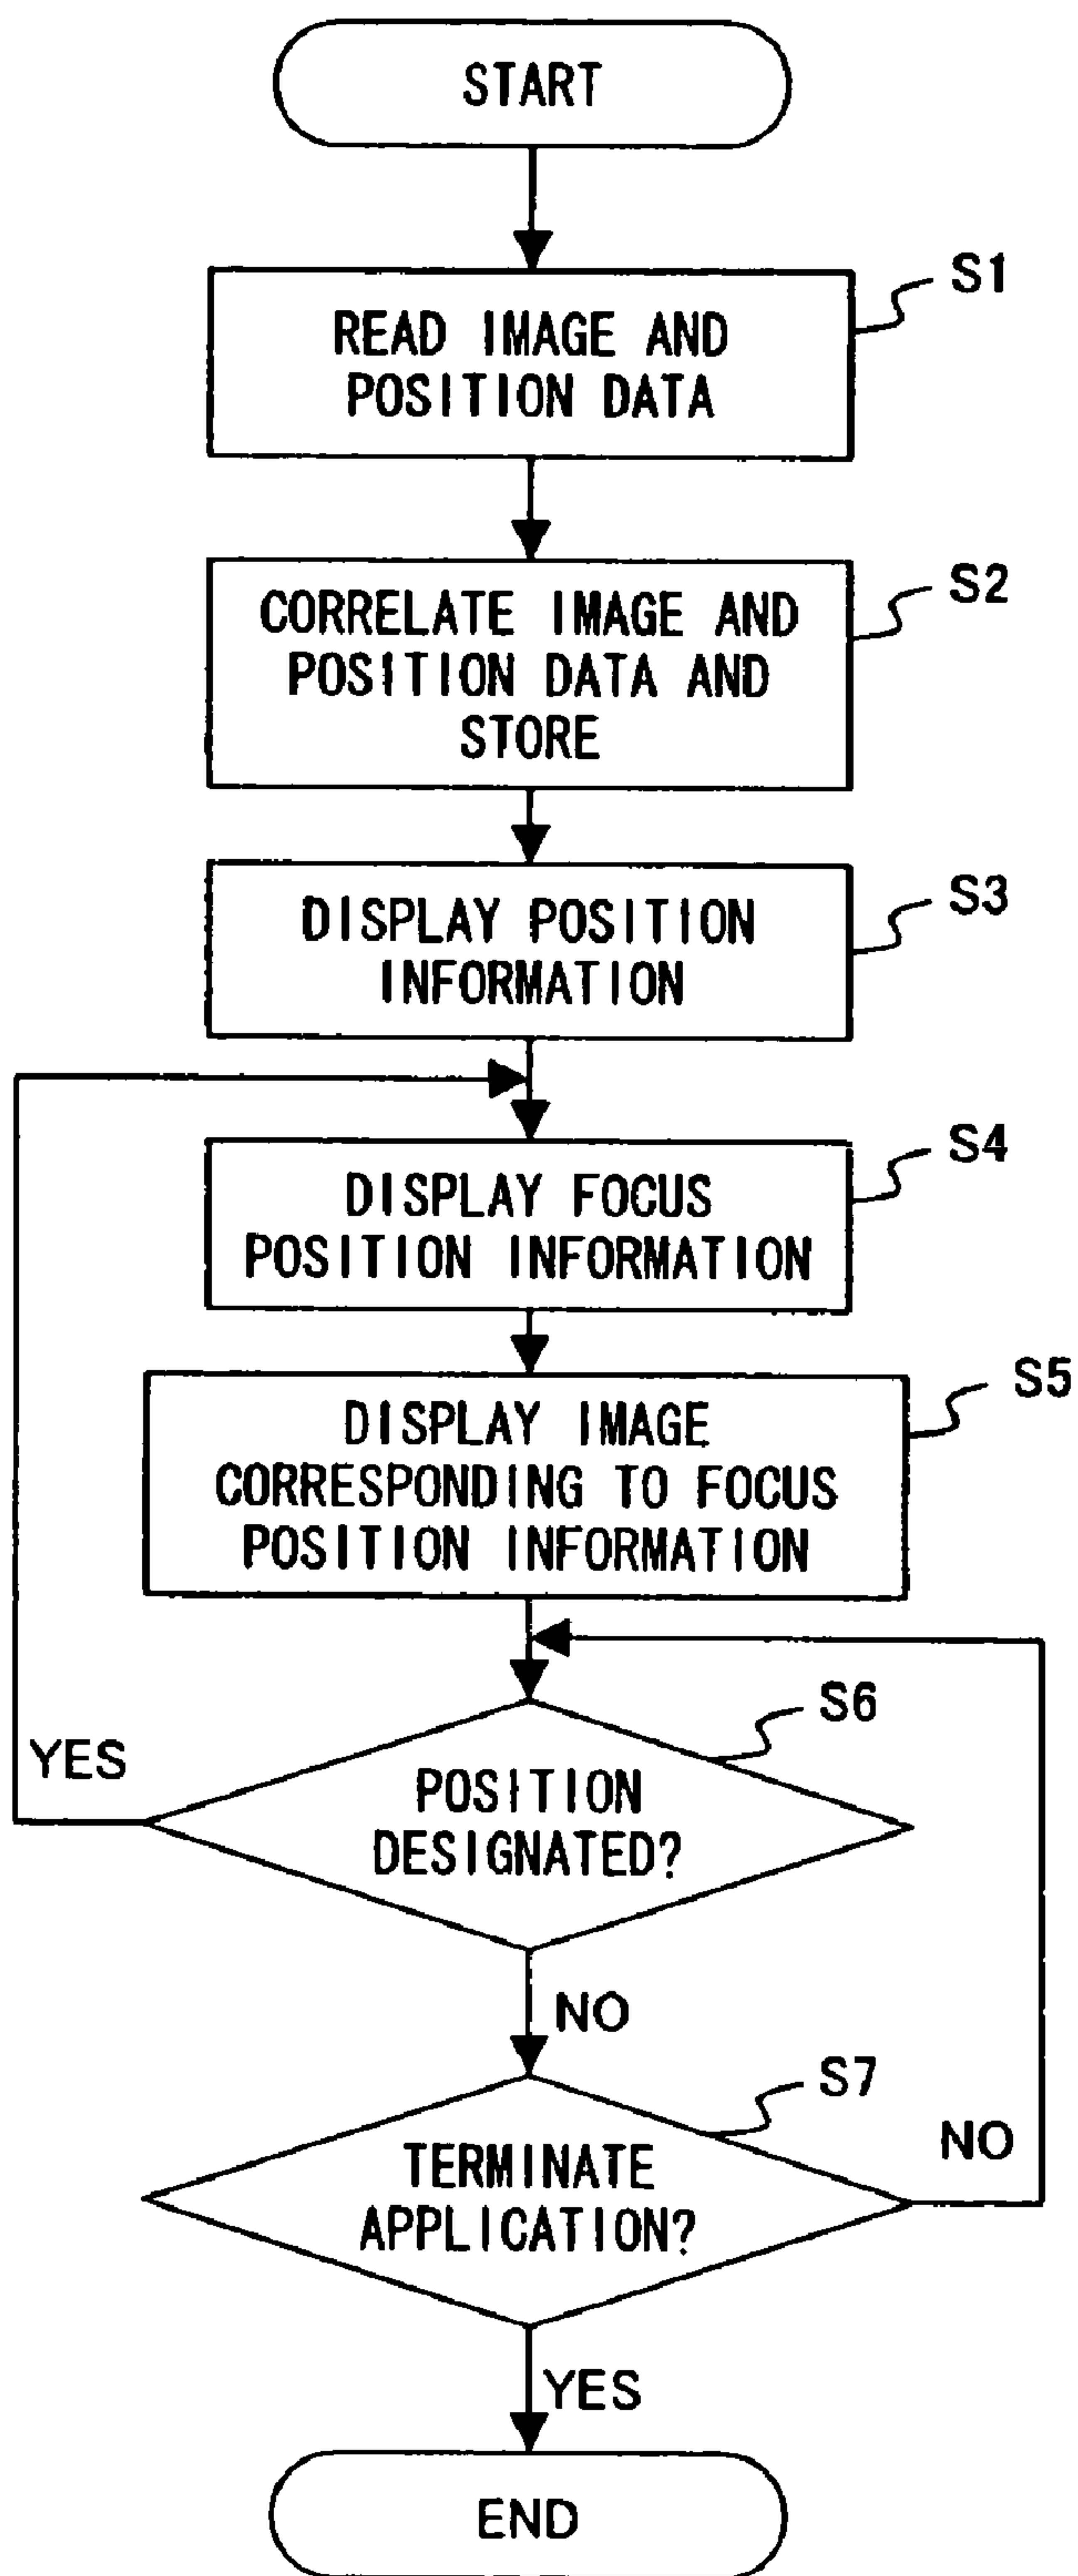 START
S1
READ IMAGE AND
POSITION DATA
S2
CORRELATE IMAGE AND
POSITION DATA AND
STORE
S3
DISPLAY POSITION
INFORMATION
S4
DISPLAY FOCUS
POSITION INFORMATION
S5
DISPLAY IMAGE
CORRESPONDING TO FOCUS
POSITION INFORMATION
S6
YES
POSITION
DESIGNATED?
NO
S7
NO
TERMINATE
APPLICATION?
YES
END